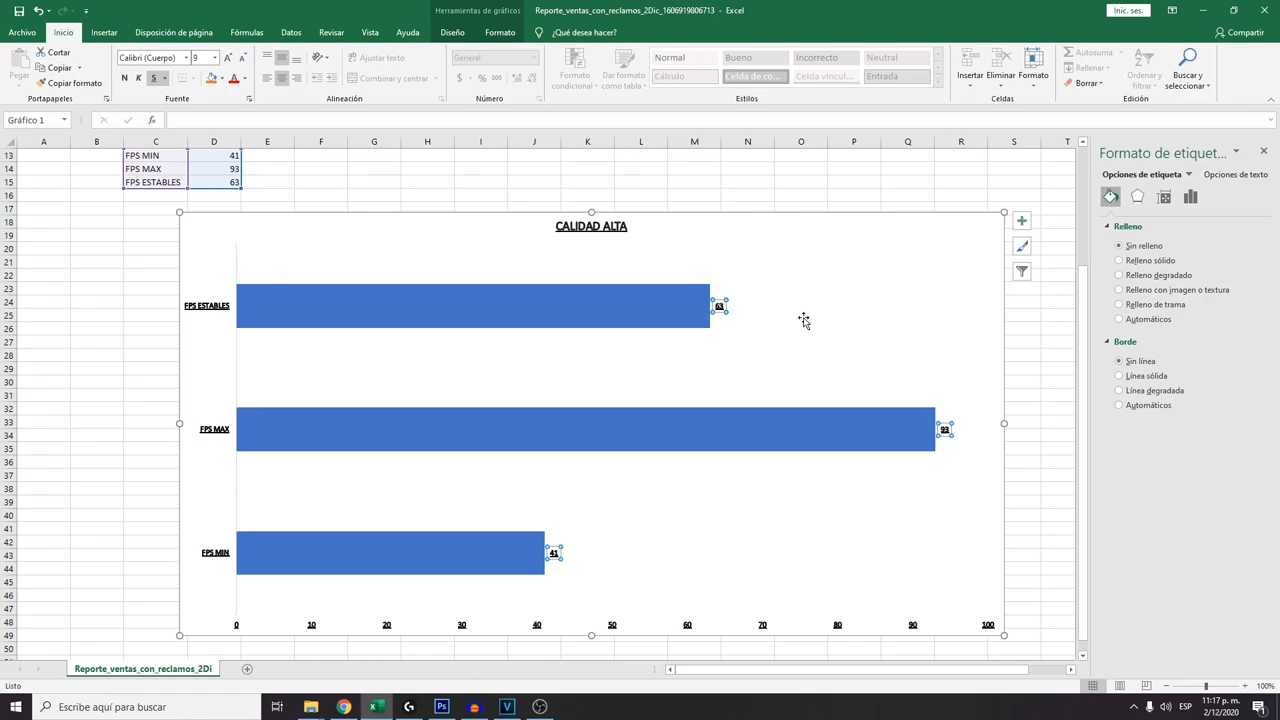 Herramientas de gráficos
Reporte_ventas_con_reclamos_2Dic_1606919806713 - Excel
Inic. ses.
Archivo Inicio Insertar Disposición de página Fórmulas Datos Revisar Vista Ayuda Diseño Formato ¿Qué desea hacer? Compartir
Pegar
Cortar
Copiar
Copiar formato
Portapapeles
Calibri (Cuerpo) 9
N K S
Fuente
Ajustar texto
Combinar y centrar
Alineación
General
% 000
Número
Formato condicional
Dar formato como tabla
Normal Bueno Incorrecto Neutral
Cálculo Celda de co... Celda vincul... Entrada
Estilos
Insertar Eliminar Formato
Celdas
Autosuma
Rellenar
Borrar
Ordenar y filtrar
Buscar y seleccionar
Edición
Gráfico 1
fx
A B C D E F G H I J K L M N O P Q R S T
13 FPS MIN 41
14 FPS MAX 93
15 FPS ESTABLES 63
16
17
18
19
20
21
22
23
24
25
26
27
28
29
30
31
32
33
34
35
36
37
38
39
40
41
42
43
44
45
46
47
48
49
50
CALIDAD ALTA
FPS ESTABLES 63
FPS MAX 93
FPS MIN 41
0 10 20 30 40 50 60 70 80 90 100
Formato de etiquet...
Opciones de etiqueta Opciones de texto
Relleno
Sin relleno
Relleno sólido
Relleno degradado
Relleno con imagen o textura
Relleno de trama
Automáticos
Borde
Sin línea
Línea sólida
Línea degradada
Automáticos
Reporte_ventas_con_reclamos_2Di
Listo
100%
Escribe aquí para buscar
ESP
11:17 p. m.
2/12/2020